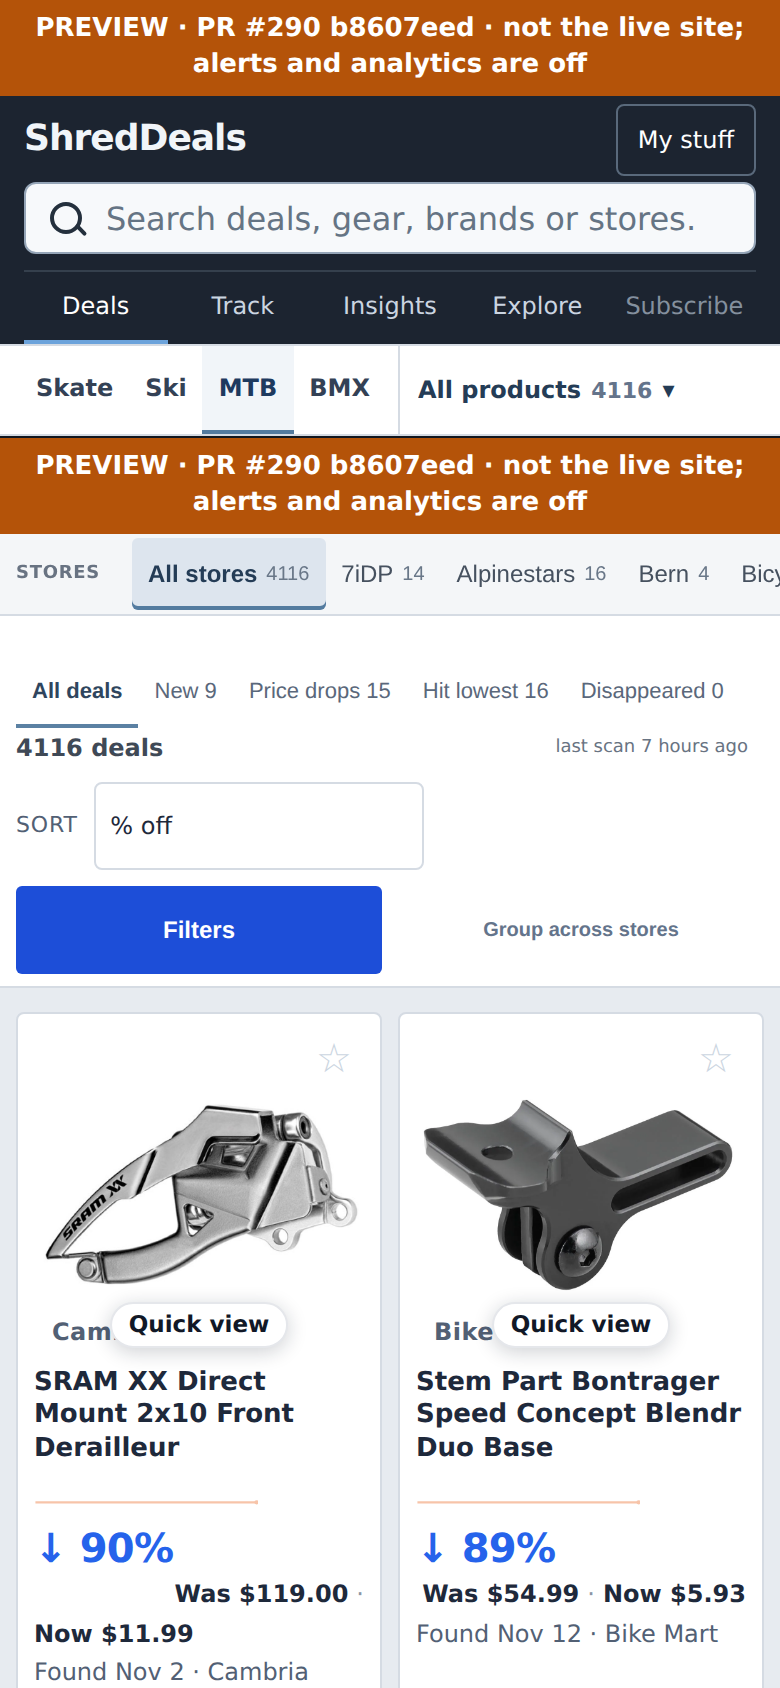 PREVIEW · PR #290 b8607eed · not the live site;
alerts and analytics are off
ShredDeals
My stuff
Search deals, gear, brands or stores.
Deals Track Insights Explore Subscribe
Skate Ski MTB BMX All products 4116 ▼
PREVIEW · PR #290 b8607eed · not the live site;
alerts and analytics are off
STORES All stores 4116 7iDP 14 Alpinestars 16 Bern 4 Bicy
All deals New 9 Price drops 15 Hit lowest 16 Disappeared 0
4116 deals last scan 7 hours ago
SORT % off
Filters Group across stores
SRAM XX
Cam Quick view
SRAM XX Direct
Mount 2x10 Front
Derailleur
↓ 90%
Was $119.00 ·
Now $11.99
Found Nov 2 · Cambria
Bike Quick view
Stem Part Bontrager
Speed Concept Blendr
Duo Base
↓ 89%
Was $54.99 · Now $5.93
Found Nov 12 · Bike Mart